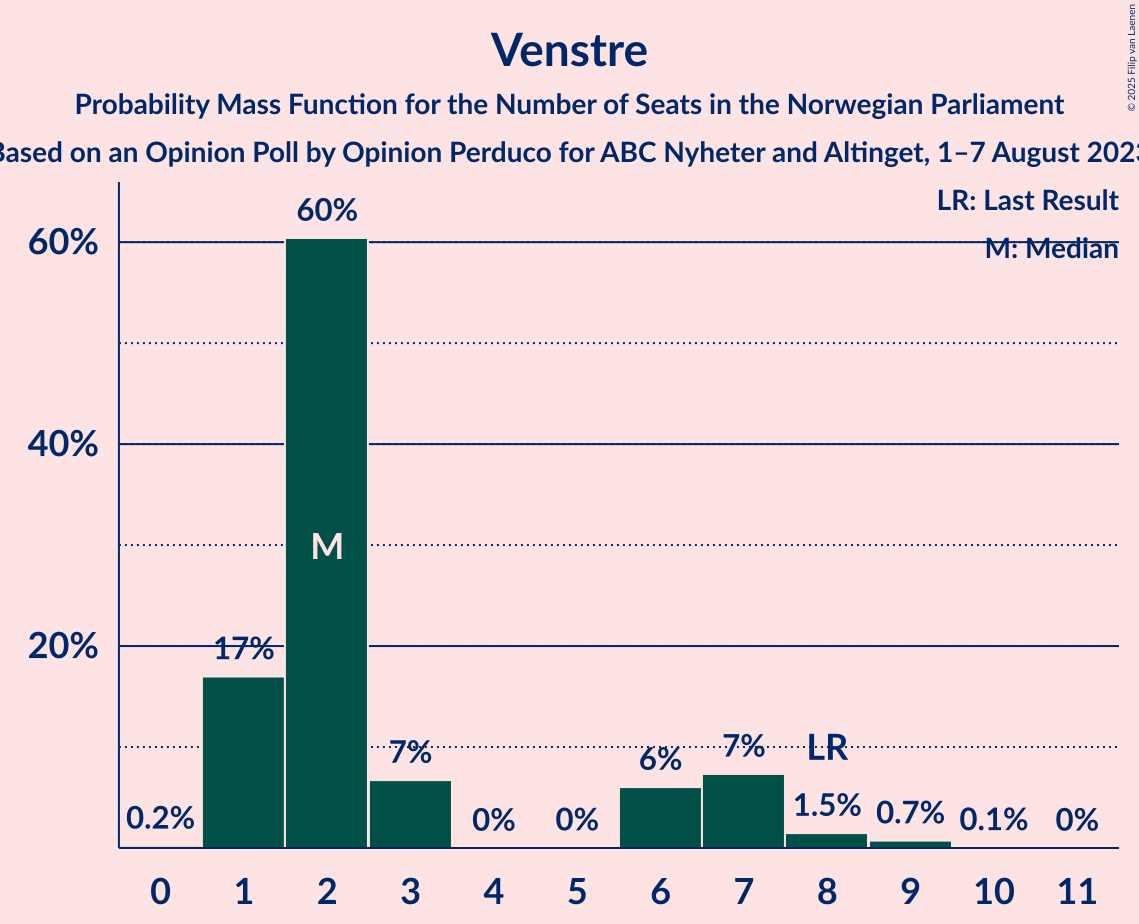 Venstre
Probability Mass Function for the Number of Seats in the Norwegian Parliament
Based on an Opinion Poll by Opinion Perduco for ABC Nyheter and Altinget, 1–7 August 2023
© 2025 Filip van Laenen
LR: Last Result
M: Median
60%
40%
20%
0.2%
17%
60%
7%
0%
0%
6%
7%
1.5%
0.7%
0.1%
0%
M
LR
0 1 2 3 4 5 6 7 8 9 10 11